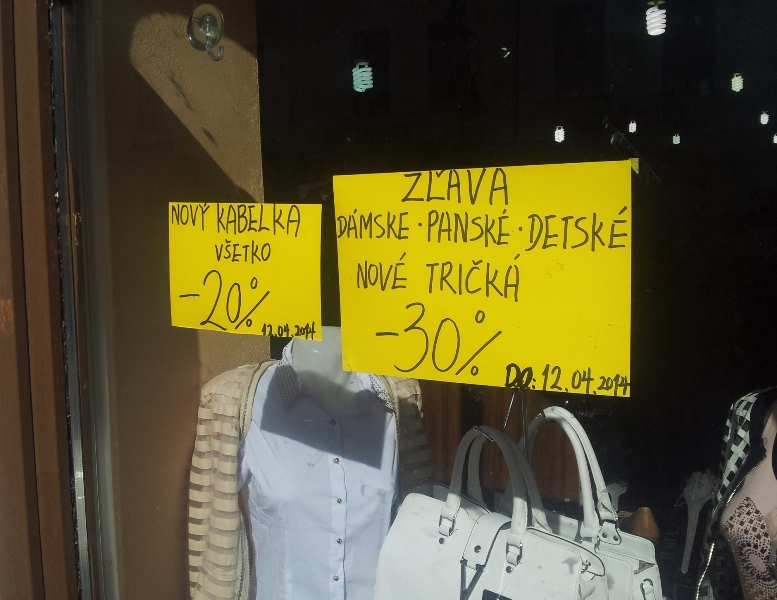 NOVÝ KABELKA
VŠETKO
-20%
12.04.2014
ZĽAVA
DÁMSKE·PANSKÉ·DETSKÉ
NOVÉ TRIČKÁ
-30%
DO: 12.04.2014